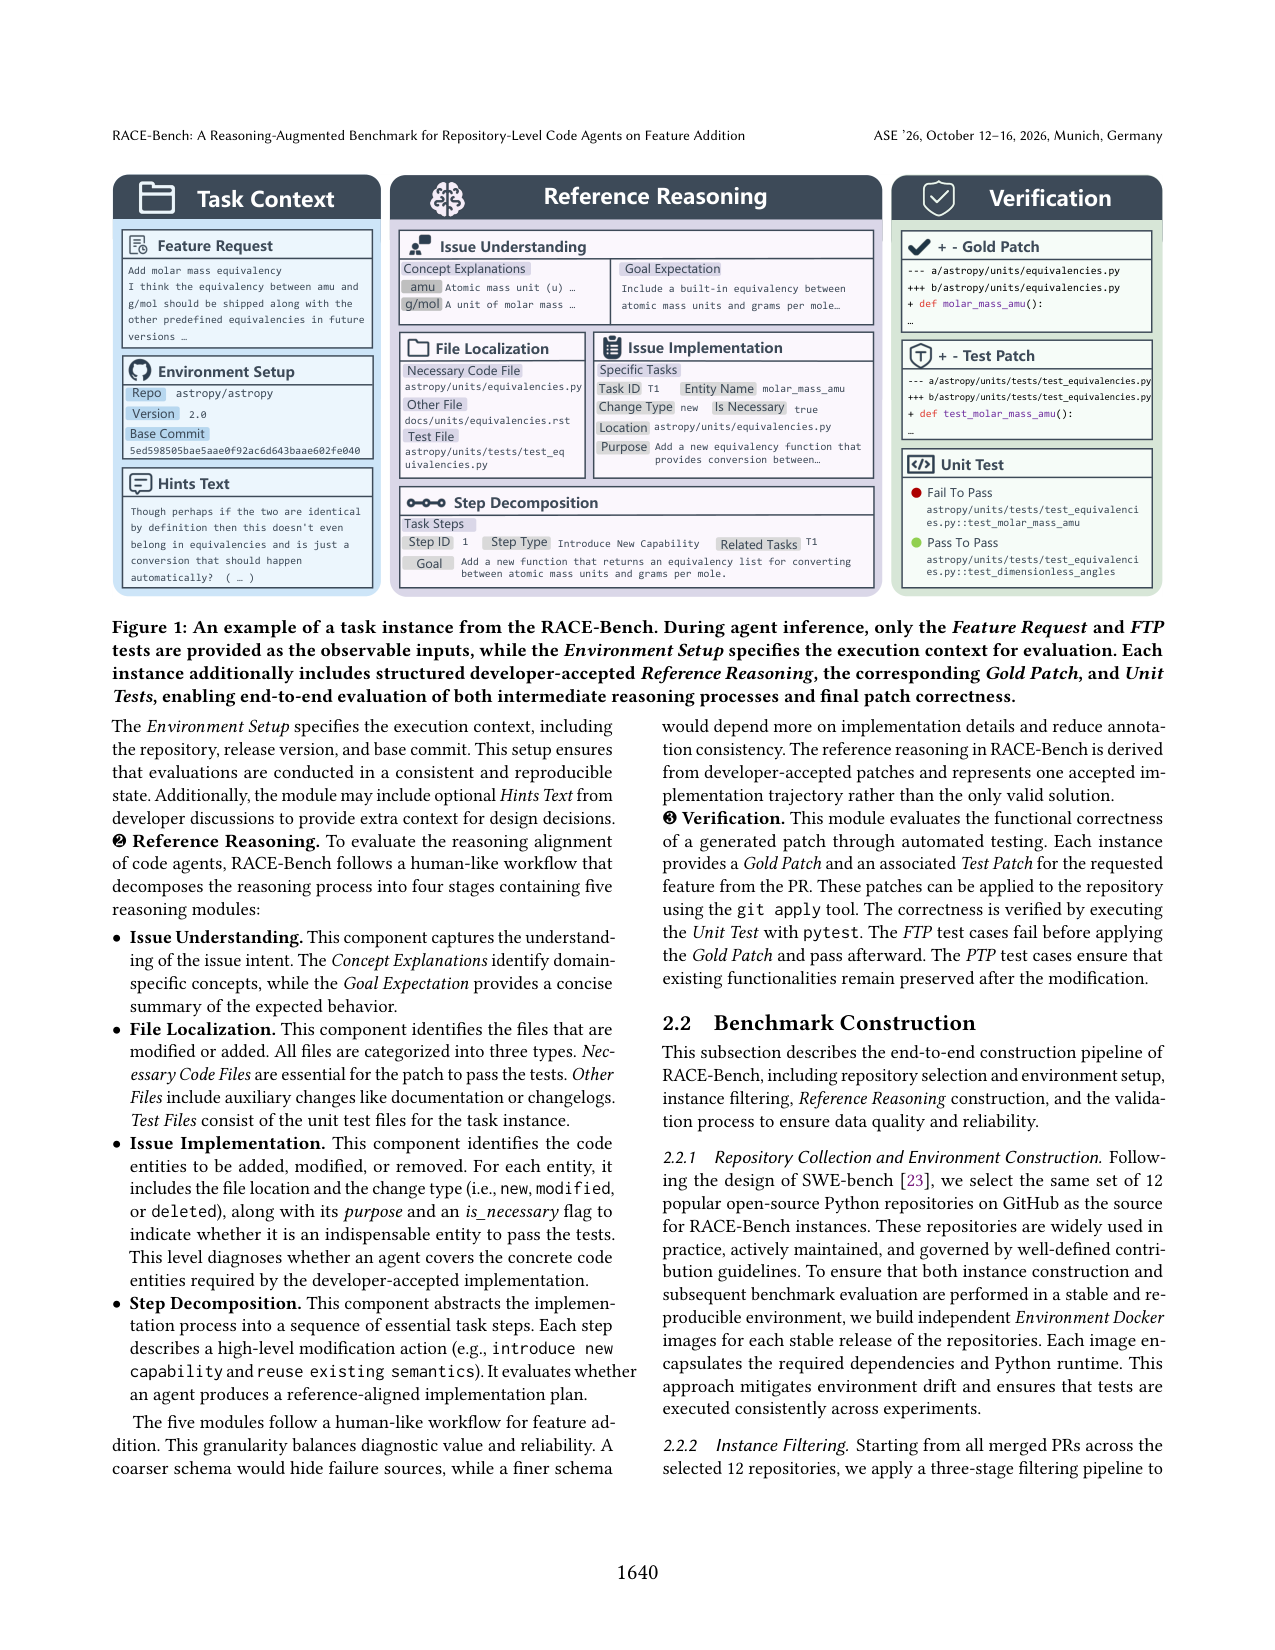 RACE-Bench: A Reasoning-Augmented Benchmark for Repository-Level Code Agents on Feature Addition
ASE ’26, October 12–16, 2026, Munich, Germany
Task Context
Feature Request
Add molar mass equivalency
I think the equivalency between amu and
g/mol should be shipped along with the
other predefined equivalencies in future
versions …
Environment Setup
Repo astropy/astropy
Version 2.0
Base Commit
5ed598505bae5aae0f92ac6d643baae602fe040
Hints Text
Though perhaps if the two are identical
by definition then this doesn't even
belong in equivalencies and is just a
conversion that should happen
automatically? ( … )
Reference Reasoning
Issue Understanding
Concept Explanations
amu Atomic mass unit (u) …
g/mol A unit of molar mass …
Goal Expectation
Include a built-in equivalency between
atomic mass units and grams per mole…
File Localization
Necessary Code File
astropy/units/equivalencies.py
Other File
docs/units/equivalencies.rst
Test File
astropy/units/tests/test_eq
uivalencies.py
Issue Implementation
Specific Tasks
Task ID T1 Entity Name molar_mass_amu
Change Type new Is Necessary true
Location astropy/units/equivalencies.py
Purpose Add a new equivalency function that
provides conversion between…
Step Decomposition
Task Steps
Step ID 1 Step Type Introduce New Capability Related Tasks T1
Goal Add a new function that returns an equivalency list for converting
between atomic mass units and grams per mole.
Verification
+ - Gold Patch
--- a/astropy/units/equivalencies.py
+++ b/astropy/units/equivalencies.py
+ def molar_mass_amu():
…
+ - Test Patch
--- a/astropy/units/tests/test_equivalencies.py
+++ b/astropy/units/tests/test_equivalencies.py
+ def test_molar_mass_amu():
…
Unit Test
Fail To Pass
astropy/units/tests/test_equivalenci
es.py::test_molar_mass_amu
Pass To Pass
astropy/units/tests/test_equivalenci
es.py::test_dimensionless_angles
Figure 1: An example of a task instance from the RACE-Bench. During agent inference, only the Feature Request and FTP
tests are provided as the observable inputs, while the Environment Setup specifies the execution context for evaluation. Each
instance additionally includes structured developer-accepted Reference Reasoning, the corresponding Gold Patch, and Unit
Tests, enabling end-to-end evaluation of both intermediate reasoning processes and final patch correctness.
The Environment Setup specifies the execution context, including
the repository, release version, and base commit. This setup ensures
that evaluations are conducted in a consistent and reproducible
state. Additionally, the module may include optional Hints Text from
developer discussions to provide extra context for design decisions.
❷ Reference Reasoning. To evaluate the reasoning alignment
of code agents, RACE-Bench follows a human-like workflow that
decomposes the reasoning process into four stages containing five
reasoning modules:
• Issue Understanding. This component captures the understand-
ing of the issue intent. The Concept Explanations identify domain-
specific concepts, while the Goal Expectation provides a concise
summary of the expected behavior.
• File Localization. This component identifies the files that are
modified or added. All files are categorized into three types. Nec-
essary Code Files are essential for the patch to pass the tests. Other
Files include auxiliary changes like documentation or changelogs.
Test Files consist of the unit test files for the task instance.
• Issue Implementation. This component identifies the code
entities to be added, modified, or removed. For each entity, it
includes the file location and the change type (i.e., new, modified,
or deleted), along with its purpose and an is_necessary flag to
indicate whether it is an indispensable entity to pass the tests.
This level diagnoses whether an agent covers the concrete code
entities required by the developer-accepted implementation.
• Step Decomposition. This component abstracts the implemen-
tation process into a sequence of essential task steps. Each step
describes a high-level modification action (e.g., introduce new
capability and reuse existing semantics). It evaluates whether
an agent produces a reference-aligned implementation plan.
The five modules follow a human-like workflow for feature ad-
dition. This granularity balances diagnostic value and reliability. A
coarser schema would hide failure sources, while a finer schema
would depend more on implementation details and reduce annota-
tion consistency. The reference reasoning in RACE-Bench is derived
from developer-accepted patches and represents one accepted im-
plementation trajectory rather than the only valid solution.
❸ Verification. This module evaluates the functional correctness
of a generated patch through automated testing. Each instance
provides a Gold Patch and an associated Test Patch for the requested
feature from the PR. These patches can be applied to the repository
using the git apply tool. The correctness is verified by executing
the Unit Test with pytest. The FTP test cases fail before applying
the Gold Patch and pass afterward. The PTP test cases ensure that
existing functionalities remain preserved after the modification.
2.2 Benchmark Construction
This subsection describes the end-to-end construction pipeline of
RACE-Bench, including repository selection and environment setup,
instance filtering, Reference Reasoning construction, and the valida-
tion process to ensure data quality and reliability.
2.2.1 Repository Collection and Environment Construction. Follow-
ing the design of SWE-bench [23], we select the same set of 12
popular open-source Python repositories on GitHub as the source
for RACE-Bench instances. These repositories are widely used in
practice, actively maintained, and governed by well-defined contri-
bution guidelines. To ensure that both instance construction and
subsequent benchmark evaluation are performed in a stable and re-
producible environment, we build independent Environment Docker
images for each stable release of the repositories. Each image en-
capsulates the required dependencies and Python runtime. This
approach mitigates environment drift and ensures that tests are
executed consistently across experiments.
2.2.2 Instance Filtering. Starting from all merged PRs across the
selected 12 repositories, we apply a three-stage filtering pipeline to
1640